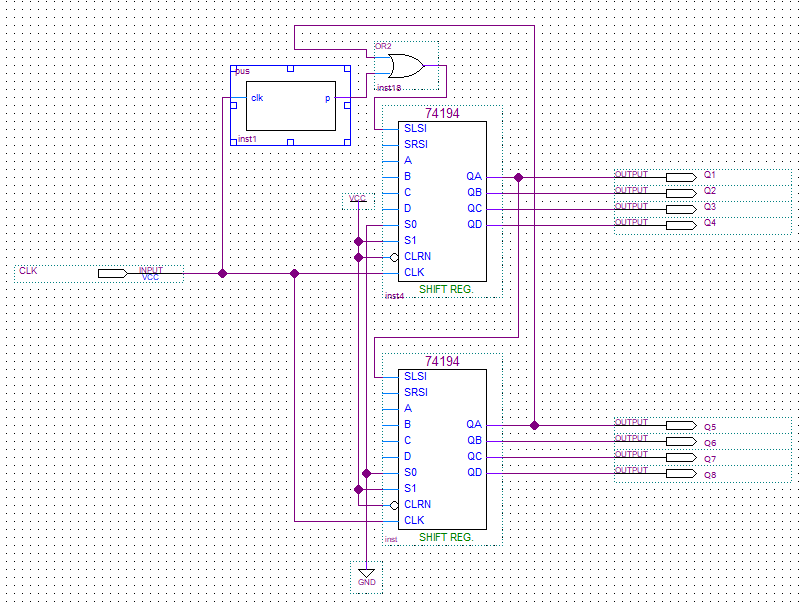 OR2
pus
clk p
inst1
inst13
74194
SLSI
SRSI
A
B QA
C QB
D QC
S0 QD
S1
CLRN
CLK
SHIFT REG.
inst4
VCC
OUTPUT Q1
OUTPUT Q2
OUTPUT Q3
OUTPUT Q4
CLK INPUT
VCC
74194
SLSI
SRSI
A
B QA
C QB
D QC
S0 QD
S1
CLRN
CLK
SHIFT REG.
inst
OUTPUT Q5
OUTPUT Q6
OUTPUT Q7
OUTPUT Q8
GND